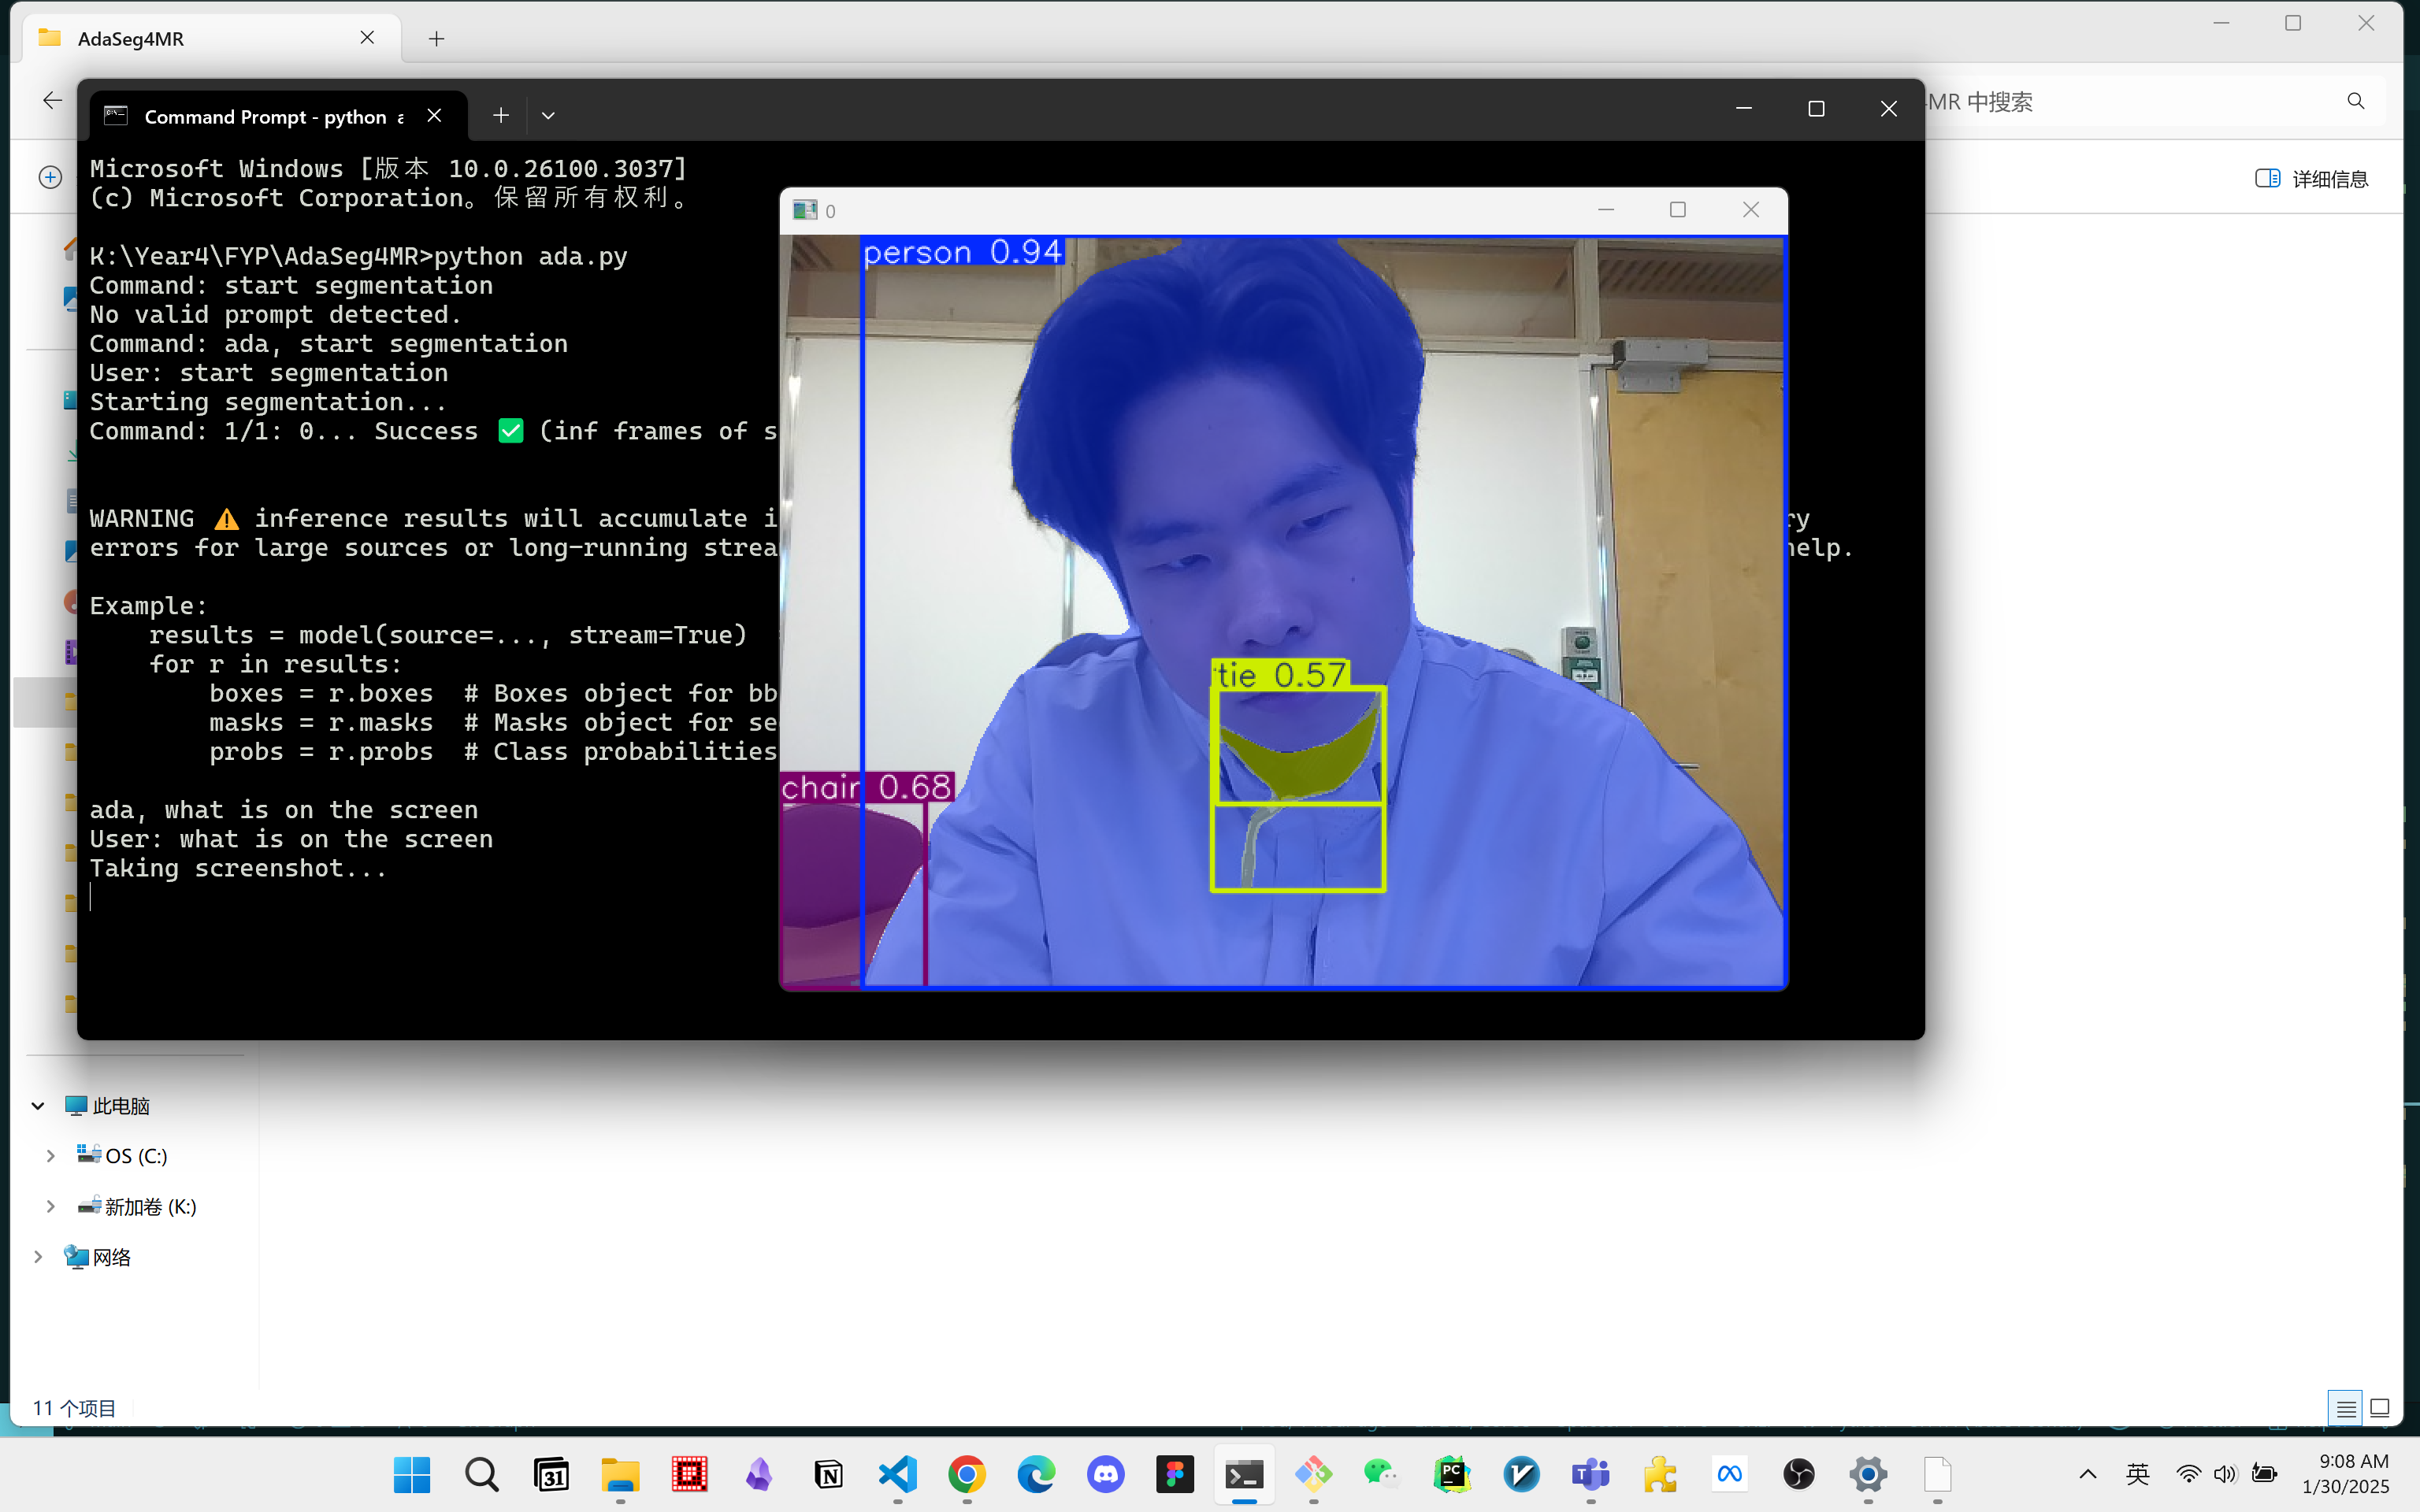 AdaSeg4MR
4MR 中搜索
详细信息
Command Prompt - python a
Microsoft Windows [版本 10.0.26100.3037]
(c) Microsoft Corporation。保留所有权利。
K:\Year4\FYP\AdaSeg4MR>python ada.py
Command: start segmentation
No valid prompt detected.
Command: ada, start segmentation
User: start segmentation
Starting segmentation...
Command: 1/1: 0... Success ✅ (inf frames of s
WARNING ⚠️ inference results will accumulate i
ry
errors for large sources or long-running strea
help.
Example:
results = model(source=..., stream=True)
for r in results:
boxes = r.boxes # Boxes object for bb
masks = r.masks # Masks object for se
probs = r.probs # Class probabilities
ada, what is on the screen
User: what is on the screen
Taking screenshot...
0
person 0.94
tie 0.57
chair 0.68
此电脑
OS (C:)
新加卷 (K:)
网络
11 个项目
31
英
9:08 AM
1/30/2025